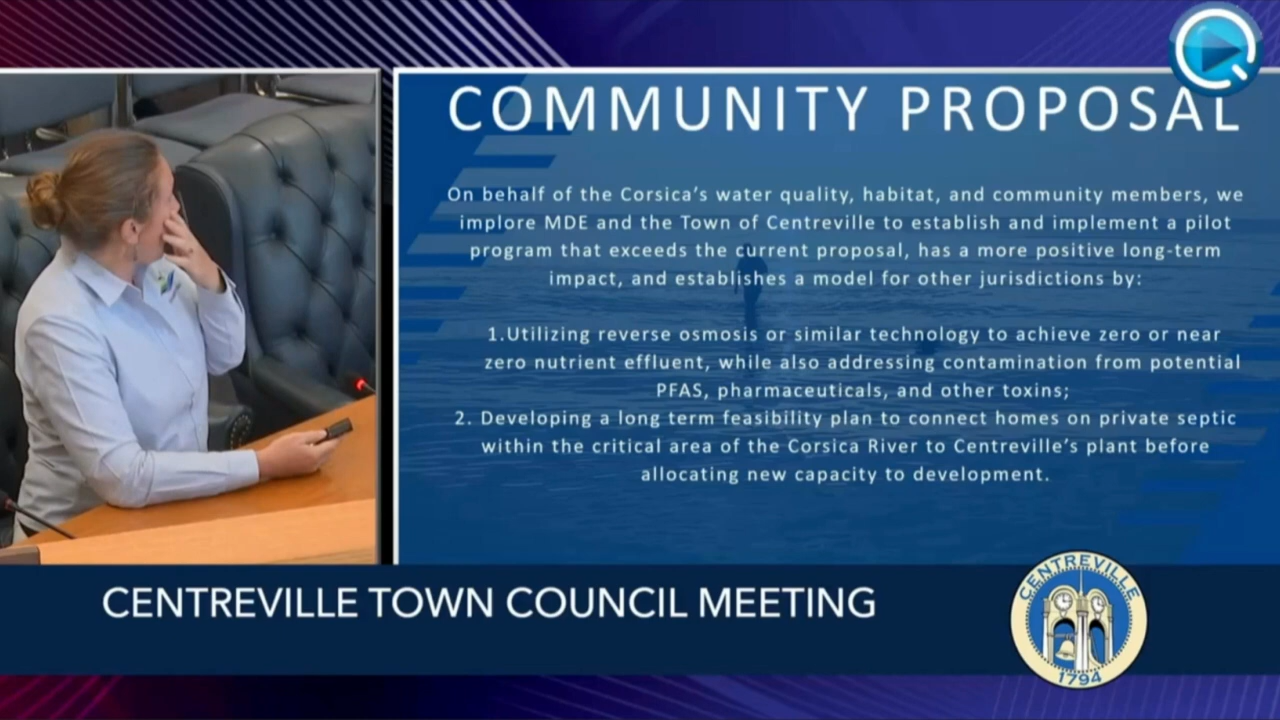 COMMUNITY PROPOSAL
On behalf of the Corsica's water quality, habitat, and community members, we
implore MDE and the Town of Centreville to establish and implement a pilot
program that exceeds the current proposal, has a more positive long-term
impact, and establishes a model for other jurisdictions by:
1.Utilizing reverse osmosis or similar technology to achieve zero or near
zero nutrient effluent, while also addressing contamination from potential
PFAS, pharmaceuticals, and other toxins;
2. Developing a long term feasibility plan to connect homes on private septic
within the critical area of the Corsica River to Centreville's plant before
allocating new capacity to development.
CENTREVILLE TOWN COUNCIL MEETING
CENTREVILLE
1794